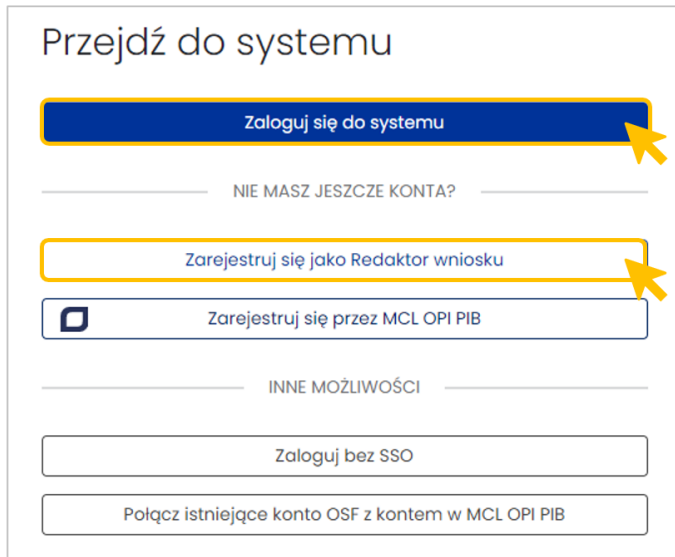 Przejdź do systemu
Zaloguj się do systemu
NIE MASZ JESZCZE KONTA?
Zarejestruj się jako Redaktor wniosku
Zarejestruj się przez MCL OPI PIB
INNE MOŻLIWOŚCI
Zaloguj bez SSO
Połącz istniejące konto OSF z kontem w MCL OPI PIB